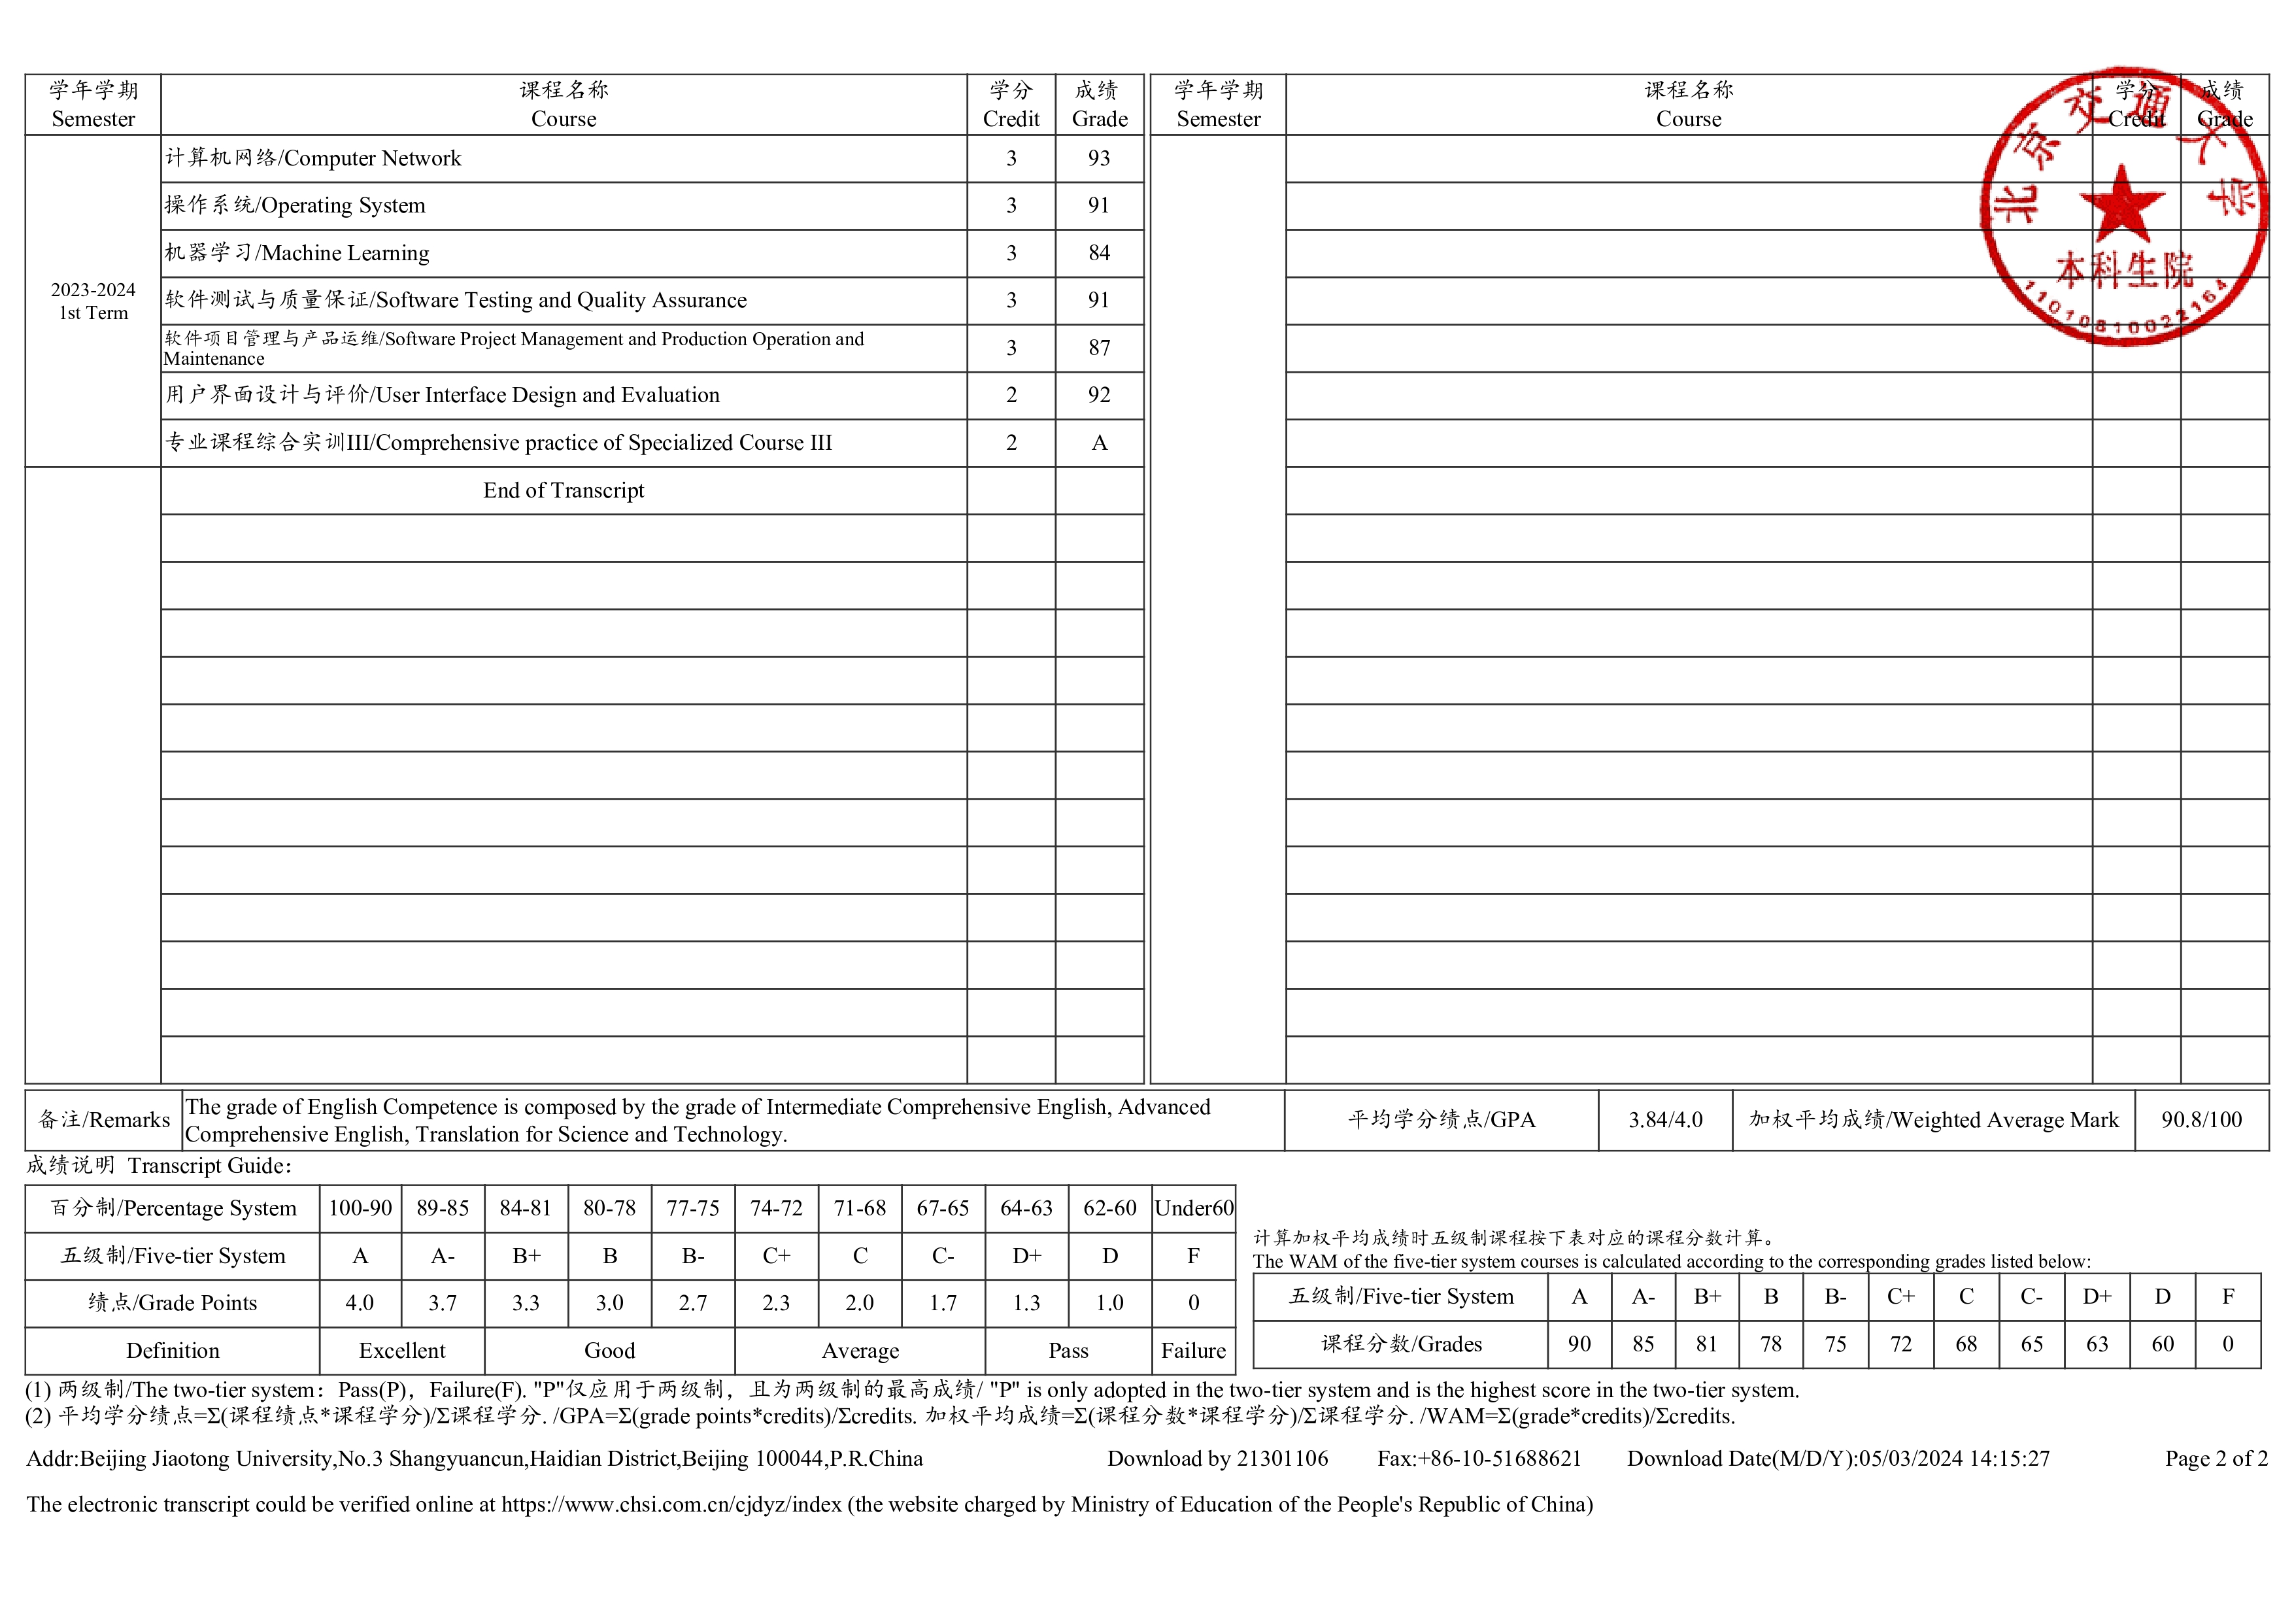 学年学期 课程名称 学分 成绩 学年学期 课程名称 学分 成绩
Semester Course Credit Grade Semester Course Credit Grade
北京交通大学
本科生院
11010810022164
2023-2024
1st Term
计算机网络/Computer Network 3 93
操作系统/Operating System 3 91
机器学习/Machine Learning 3 84
软件测试与质量保证/Software Testing and Quality Assurance 3 91
软件项目管理与产品运维/Software Project Management and Production Operation and
Maintenance 3 87
用户界面设计与评价/User Interface Design and Evaluation 2 92
专业课程综合实训III/Comprehensive practice of Specialized Course III 2 A
End of Transcript
备注/Remarks
The grade of English Competence is composed by the grade of Intermediate Comprehensive English, Advanced
Comprehensive English, Translation for Science and Technology.
平均学分绩点/GPA 3.84/4.0 加权平均成绩/Weighted Average Mark 90.8/100
成绩说明 Transcript Guide：
百分制/Percentage System 100-90 89-85 84-81 80-78 77-75 74-72 71-68 67-65 64-63 62-60 Under60
五级制/Five-tier System A A- B+ B B- C+ C C- D+ D F
绩点/Grade Points 4.0 3.7 3.3 3.0 2.7 2.3 2.0 1.7 1.3 1.0 0
Definition Excellent Good Average Pass Failure
计算加权平均成绩时五级制课程按下表对应的课程分数计算。
The WAM of the five-tier system courses is calculated according to the corresponding grades listed below:
五级制/Five-tier System A A- B+ B B- C+ C C- D+ D F
课程分数/Grades 90 85 81 78 75 72 68 65 63 60 0
(1) 两级制/The two-tier system：Pass(P)，Failure(F). "P"仅应用于两级制，且为两级制的最高成绩/ "P" is only adopted in the two-tier system and is the highest score in the two-tier system.
(2) 平均学分绩点=Σ(课程绩点*课程学分)/Σ课程学分. /GPA=Σ(grade points*credits)/Σcredits. 加权平均成绩=Σ(课程分数*课程学分)/Σ课程学分. /WAM=Σ(grade*credits)/Σcredits.
Addr:Beijing Jiaotong University,No.3 Shangyuancun,Haidian District,Beijing 100044,P.R.China Download by 21301106 Fax:+86-10-51688621 Download Date(M/D/Y):05/03/2024 14:15:27 Page 2 of 2
The electronic transcript could be verified online at https://www.chsi.com.cn/cjdyz/index (the website charged by Ministry of Education of the People's Republic of China)